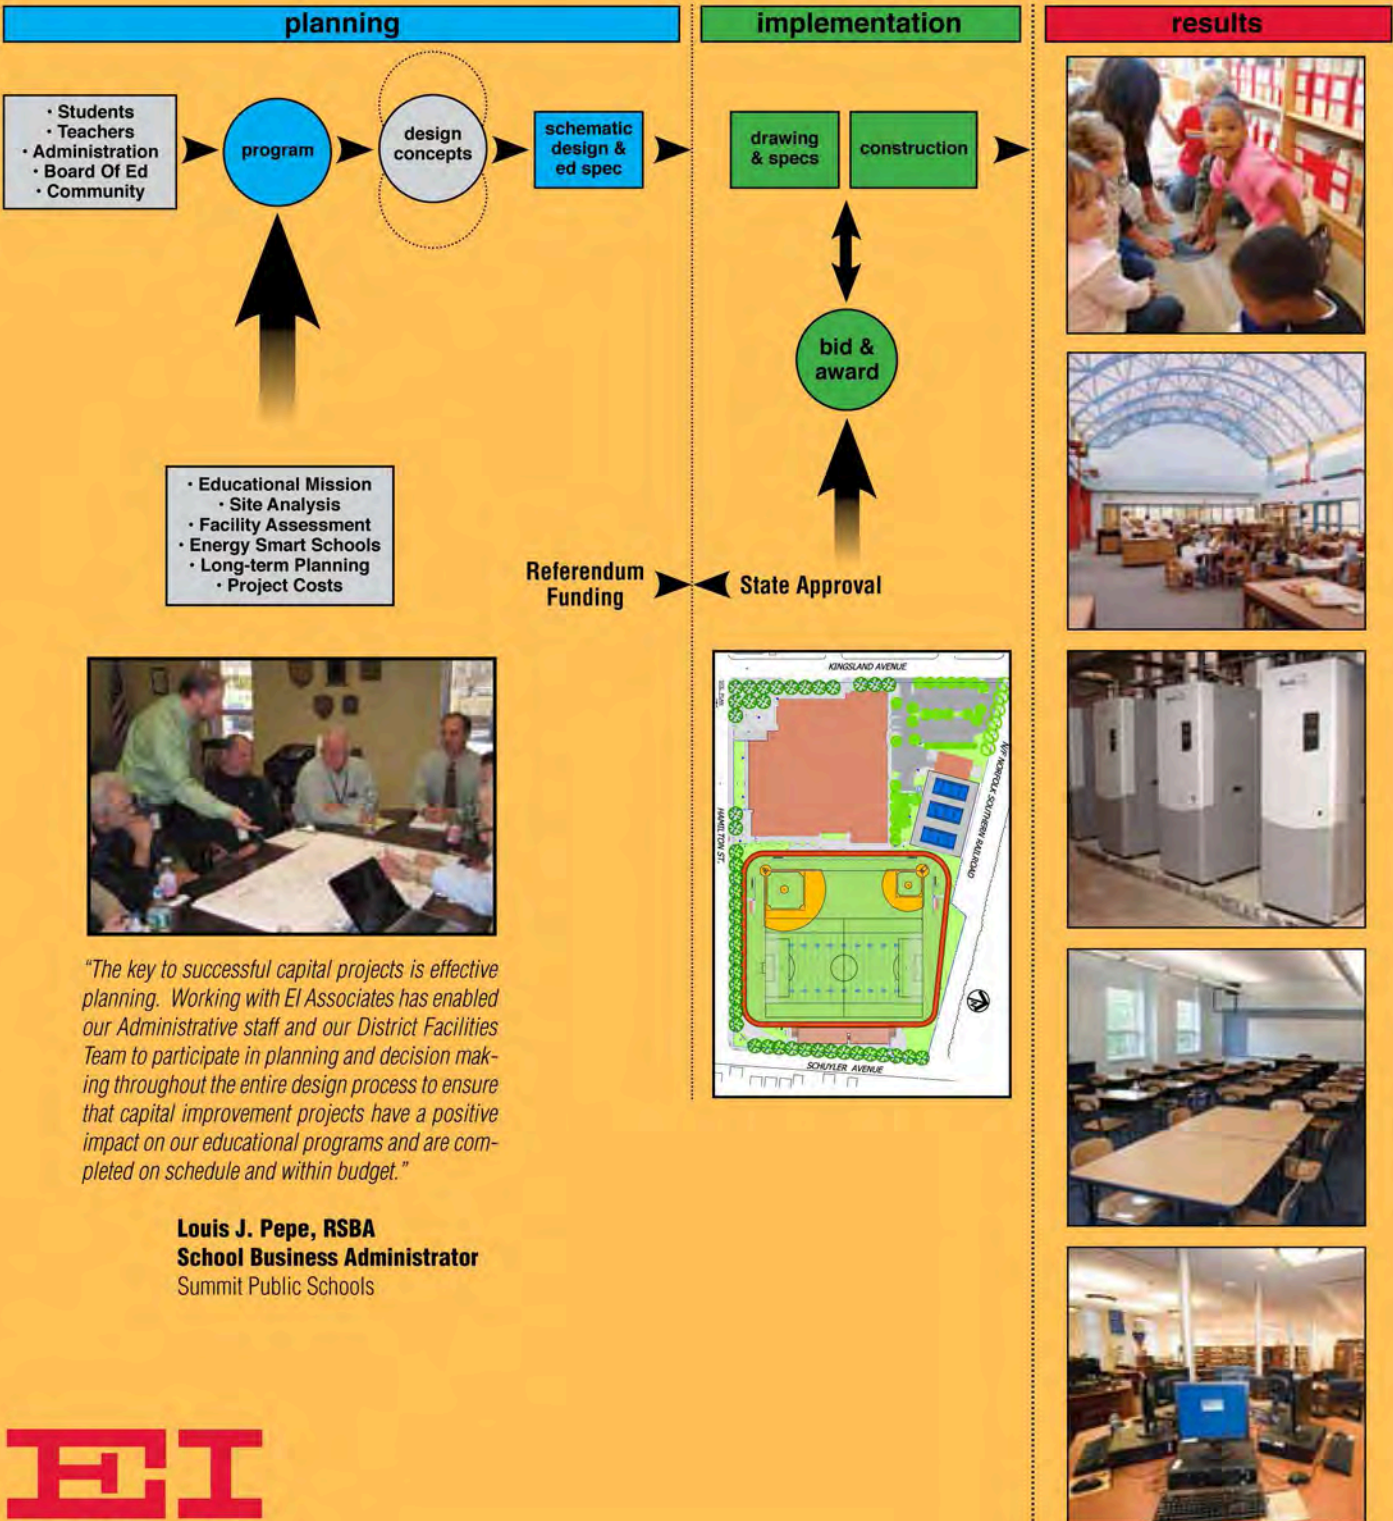 planning
implementation
results
· Students
· Teachers
· Administration
· Board Of Ed
· Community
program
design
concepts
schematic
design &
ed spec
drawing
& specs
construction
bid &
award
· Educational Mission
· Site Analysis
· Facility Assessment
· Energy Smart Schools
· Long-term Planning
· Project Costs
Referendum
Funding
State Approval
KINGSLAND AVENUE
HAMILTON ST.
N/F NORFOLK SOUTHERN RAILROAD
SCHUYLER AVENUE
"The key to successful capital projects is effective
planning. Working with EI Associates has enabled
our Administrative staff and our District Facilities
Team to participate in planning and decision mak-
ing throughout the entire design process to ensure
that capital improvement projects have a positive
impact on our educational programs and are com-
pleted on schedule and within budget."
Louis J. Pepe, RSBA
School Business Administrator
Summit Public Schools
EI